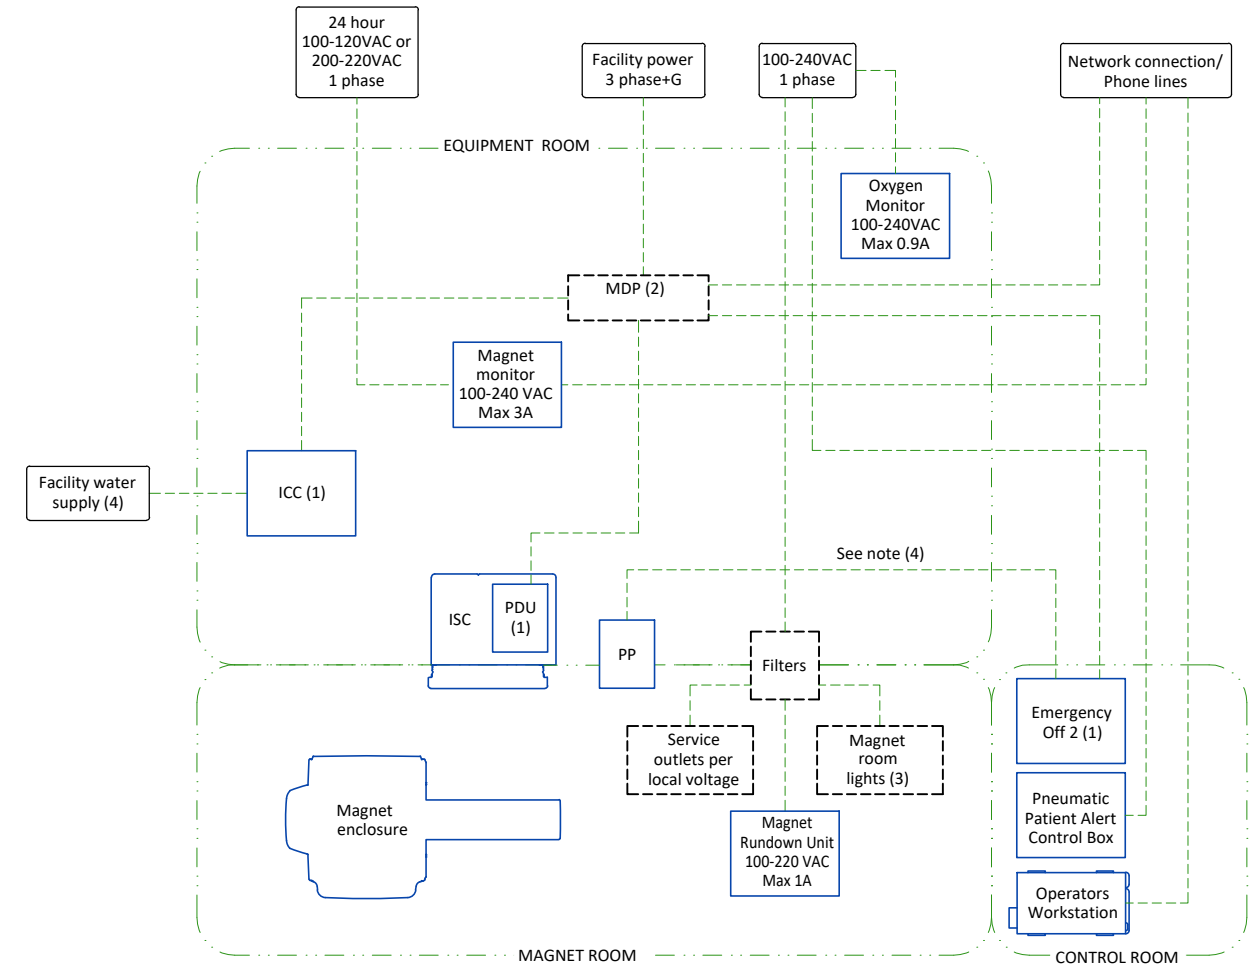 24 hour
100-120VAC or
200-220VAC
1 phase
Facility power
3 phase+G
100-240VAC
1 phase
Network connection/
Phone lines
EQUIPMENT ROOM
Oxygen
Monitor
100-240VAC
Max 0.9A
MDP (2)
Magnet
monitor
100-240 VAC
Max 3A
Facility water
supply (4)
ICC (1)
See note (4)
ISC
PDU
(1)
PP
Filters
Service
outlets per
local voltage
Magnet
room
lights (3)
Emergency
Off 2 (1)
Magnet
enclosure
Magnet
Rundown Unit
100-220 VAC
Max 1A
Pneumatic
Patient Alert
Control Box
Operators
Workstation
MAGNET ROOM
CONTROL ROOM